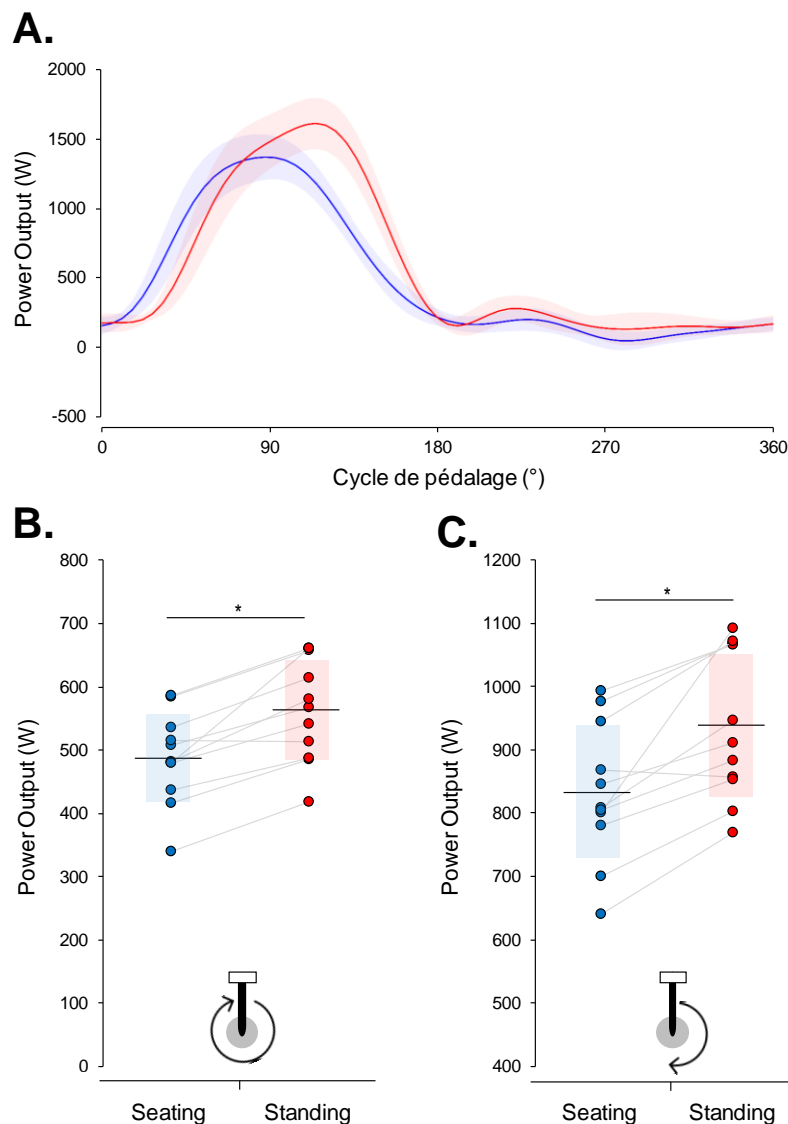 A.
2000
1500
1000
500
0
-500
Power Output (W)
0 90 180 270 360
Cycle de pédalage (°)
B.
800
700
600
500
400
300
200
100
0
Power Output (W)
*
Seating Standing
C.
1200
1100
1000
900
800
700
600
500
400
Power Output (W)
*
Seating Standing